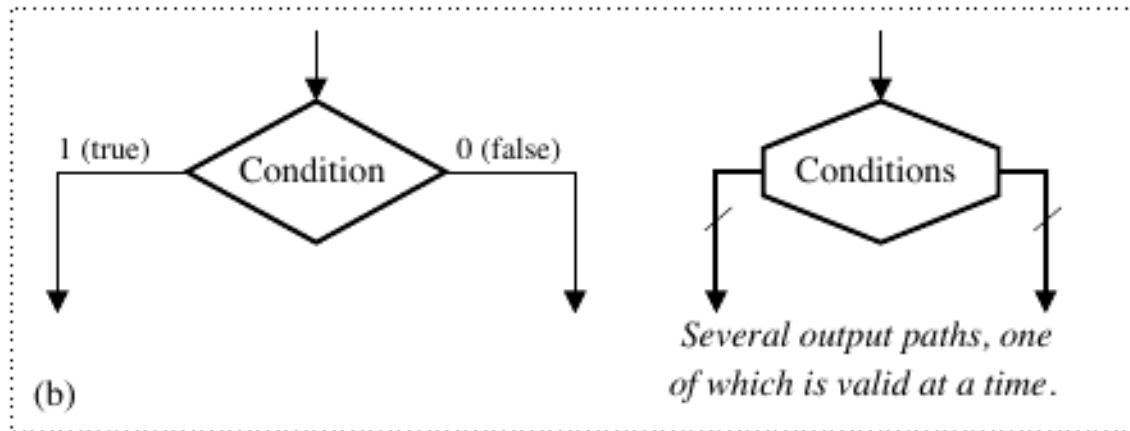 1 (true)
Condition
0 (false)
Conditions
Several output paths, one
of which is valid at a time.
(b)